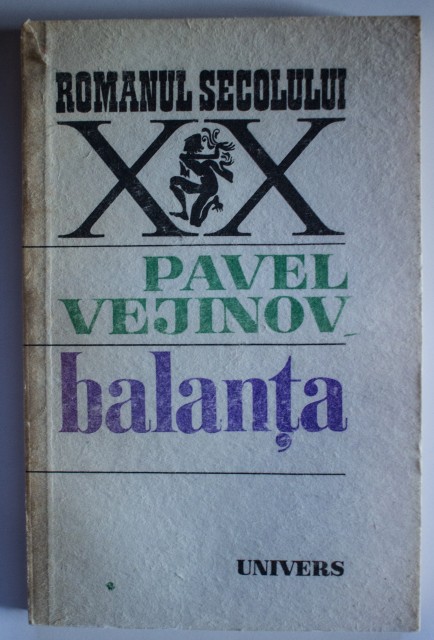 ROMANUL SECOLULUI
XX
PAVEL
VEJINOV
balanța
UNIVERS